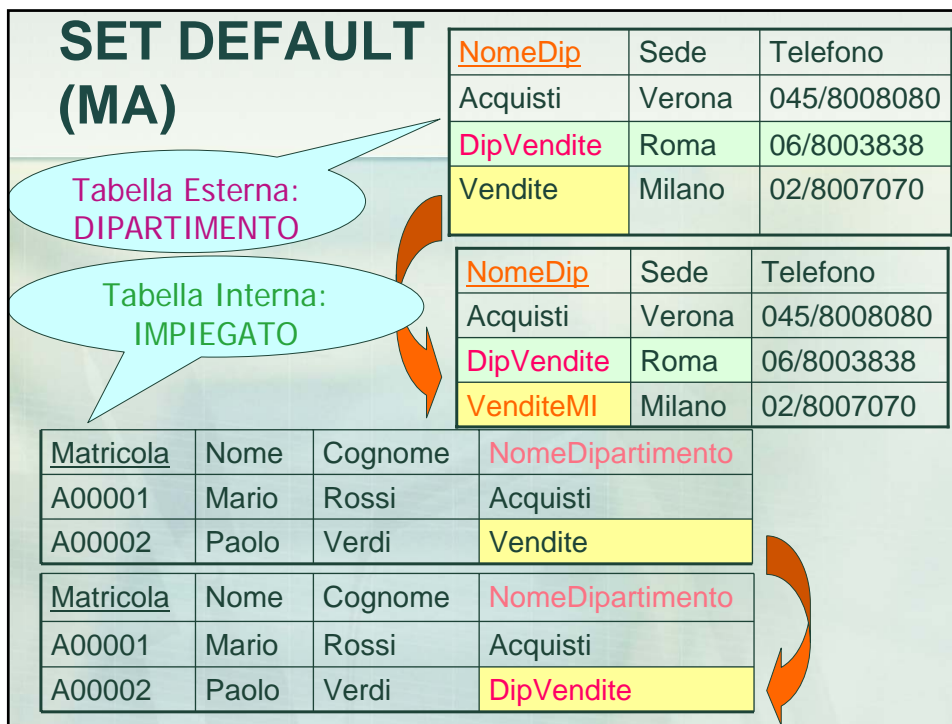 SET DEFAULT
(MA)
NomeDip Sede Telefono
Acquisti Verona 045/8008080
DipVendite Roma 06/8003838
Vendite Milano 02/8007070
Tabella Esterna:
DIPARTIMENTO
NomeDip Sede Telefono
Acquisti Verona 045/8008080
DipVendite Roma 06/8003838
VenditeMI Milano 02/8007070
Tabella Interna:
IMPIEGATO
Matricola Nome Cognome NomeDipartimento
A00001 Mario Rossi Acquisti
A00002 Paolo Verdi Vendite
Matricola Nome Cognome NomeDipartimento
A00001 Mario Rossi Acquisti
A00002 Paolo Verdi DipVendite